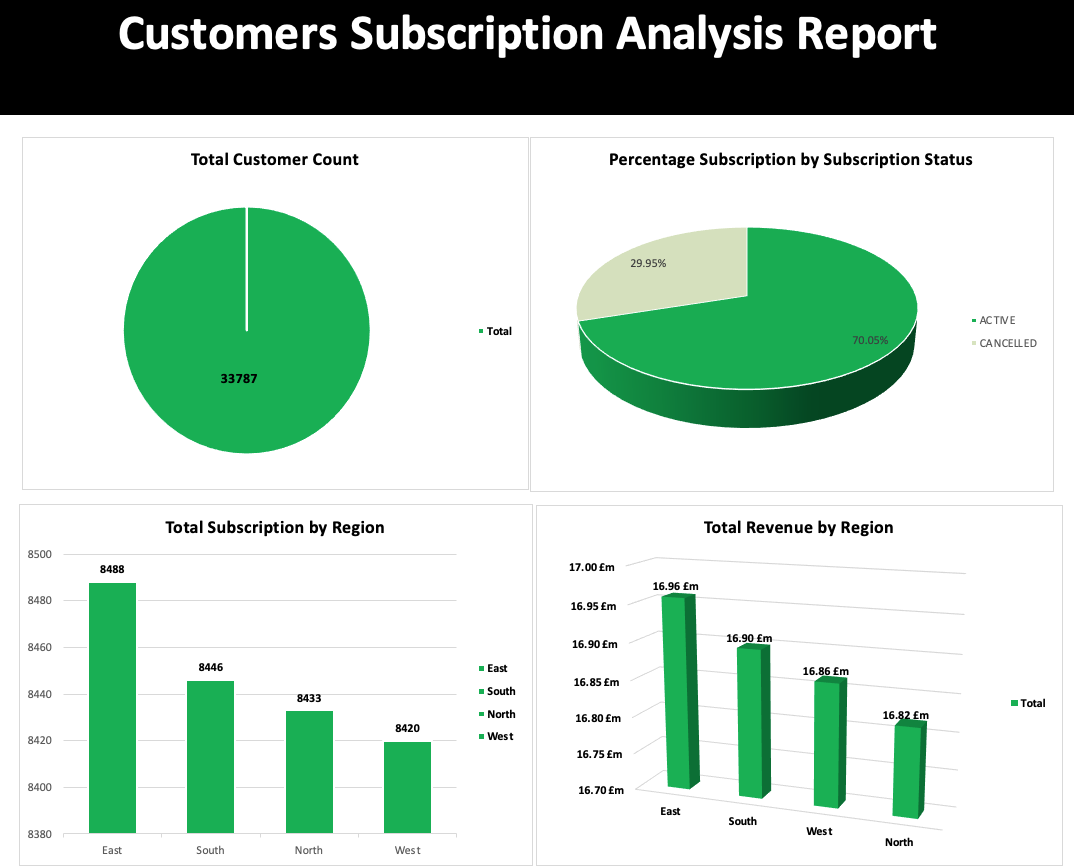 Customers Subscription Analysis Report
Total Customer Count
33787
Total
Percentage Subscription by Subscription Status
29.95%
70.05%
ACTIVE
CANCELLED
Total Subscription by Region
8500
8480
8460
8440
8420
8400
8380
8488
8446
8433
8420
East
South
North
West
East
South
North
West
Total Revenue by Region
17.00 £m
16.95 £m
16.90 £m
16.85 £m
16.80 £m
16.75 £m
16.70 £m
16.96 £m
16.90 £m
16.86 £m
16.82 £m
East
South
West
North
Total